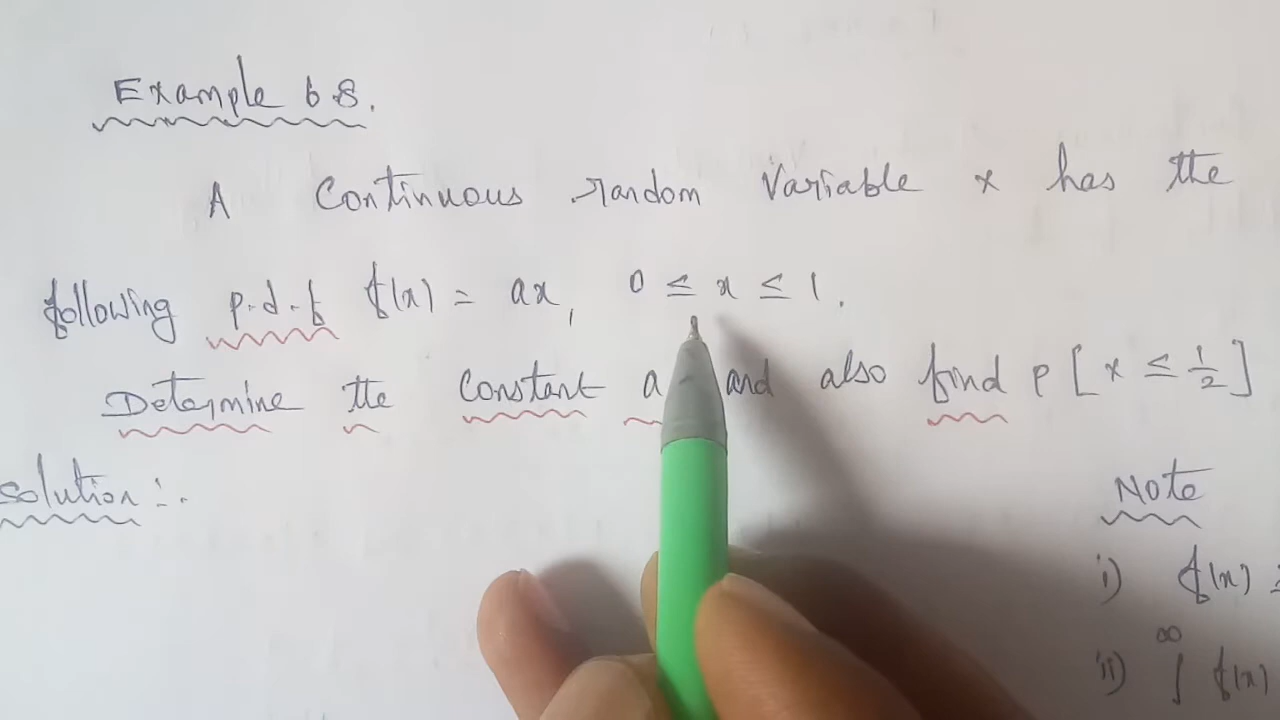 Example 6.8.
A Continuous random Variable x has the
following p.d.f f(x) = ax, 0 ≤ x ≤ 1.
Determine the constant a and also find P[x ≤ 1/2]
Solution:.
Note
i) f(x)
ii) ∞ ∫ f(x)